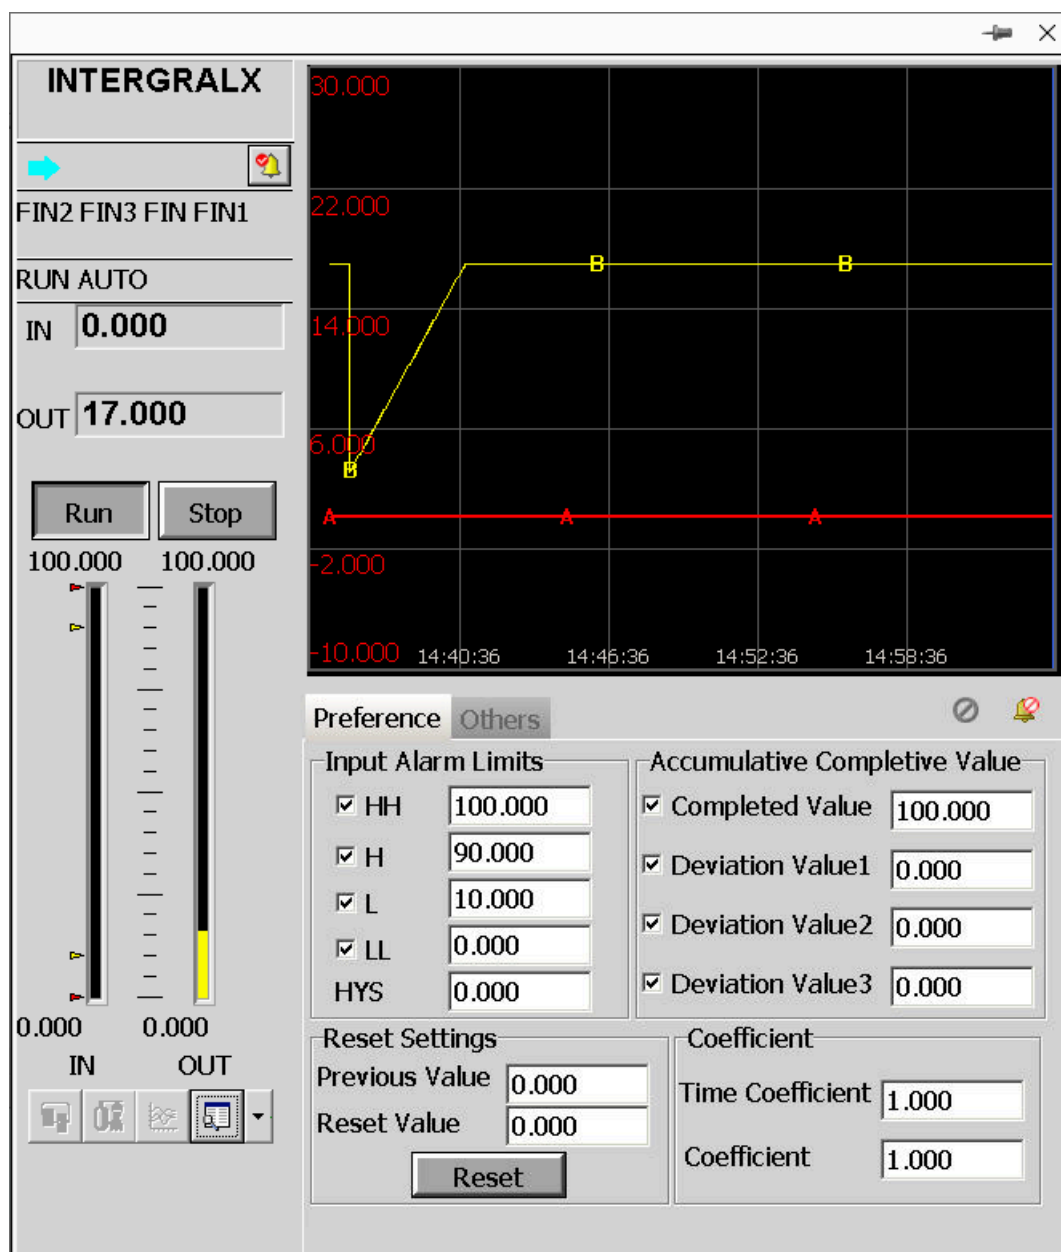 INTERGRALX
FIN2 FIN3 FIN FIN1
RUN AUTO
IN 0.000
OUT 17.000
Run Stop
100.000 100.000
0.000 0.000
IN OUT
30.000
22.000
B B
14.000
6.000
B
A A A
-2.000
-10.000 14:40:36 14:46:36 14:52:36 14:58:36
Preference Others
Input Alarm Limits
HH 100.000
H 90.000
L 10.000
LL 0.000
HYS 0.000
Accumulative Completive Value
Completed Value 100.000
Deviation Value1 0.000
Deviation Value2 0.000
Deviation Value3 0.000
Reset Settings
Previous Value 0.000
Reset Value 0.000
Reset
Coefficient
Time Coefficient 1.000
Coefficient 1.000